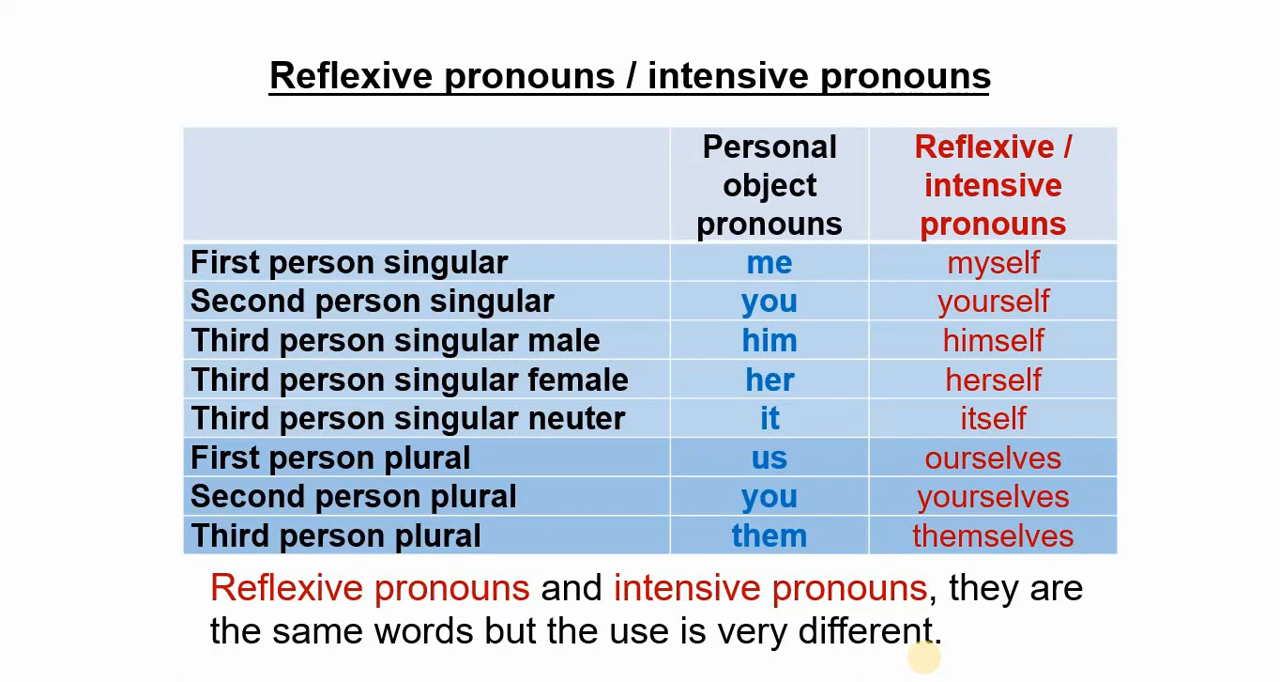 Reflexive pronouns / intensive pronouns
Personal object pronouns Reflexive / intensive pronouns
First person singular me myself
Second person singular you yourself
Third person singular male him himself
Third person singular female her herself
Third person singular neuter it itself
First person plural us ourselves
Second person plural you yourselves
Third person plural them themselves
Reflexive pronouns and intensive pronouns, they are
the same words but the use is very different.